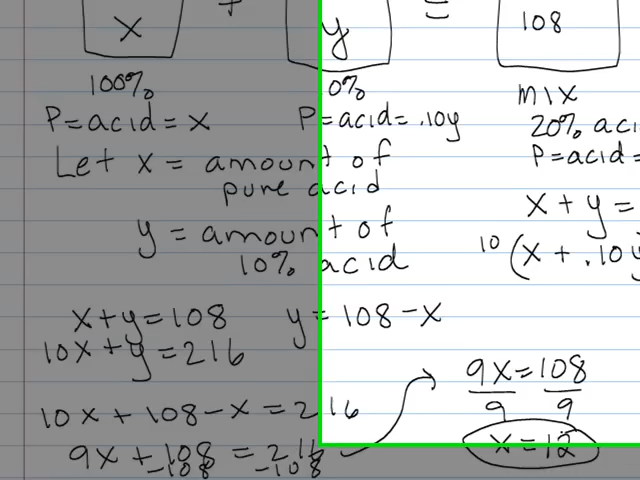 x + y = 108
100% 10% mix
P=acid=x P=acid=.10y 20% aci
P=acid=
Let x = amount of
pure acid
x + y =
y = amount of
10% acid
10 (x + .10y
x+y=108 y=108-x
10x+y=216
9x=108
9 9
10x+108-x=216
x=12
9x+108=216
-108 -108